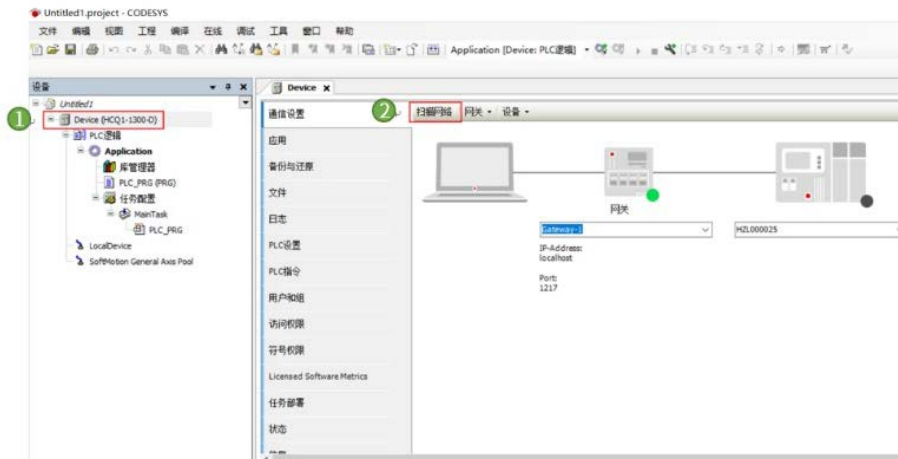 Untitled1.project - CODESYS
文件 编辑 视图 工程 编译 在线 调试 工具 窗口 帮助
Application [Device: PLC逻辑]
设备
Device
Untitled1
Device (HCQ1-1300-D)
PLC逻辑
Application
库管理器
PLC_PRG (PRG)
任务配置
MainTask
PLC_PRG
LocalDevice
SoftMotion General Axis Pool
1
2
通信设置
应用
备份与还原
文件
日志
PLC设置
PLC指令
用户和组
访问权限
符号权限
Licensed Software Metrics
任务部署
状态
扫描网络 网关 设备
网关
Gateway-1
HZL000025
IP-Address:
localhost
Port:
1217